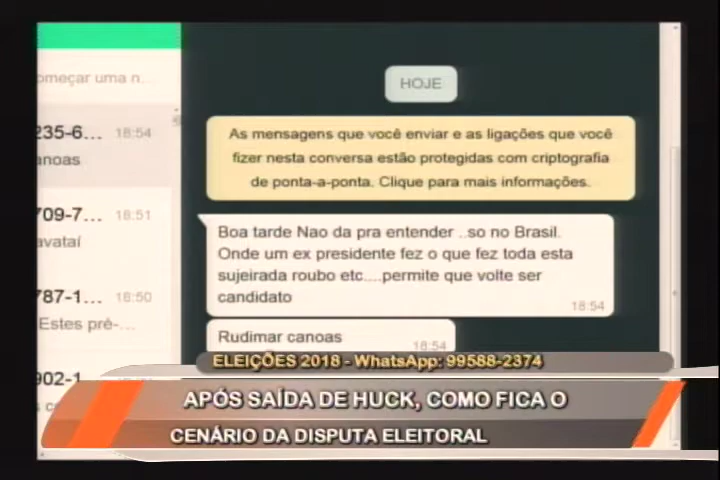 omeçar uma n...
235-6... 18:54
anoas
709-7... 18:51
avataí
787-1... 18:50
Estes pré-...
902-1
HOJE
As mensagens que você enviar e as ligações que você
fizer nesta conversa estão protegidas com criptografia
de ponta-a-ponta. Clique para mais informações.
Boa tarde Nao da pra entender ..so no Brasil.
Onde um ex presidente fez o que fez toda esta
sujeirada roubo etc....permite que volte ser
candidato
18:54
Rudimar canoas
18:54
ELEIÇÕES 2018 - WhatsApp: 99588-2374
APÓS SAÍDA DE HUCK, COMO FICA O
CENÁRIO DA DISPUTA ELEITORAL